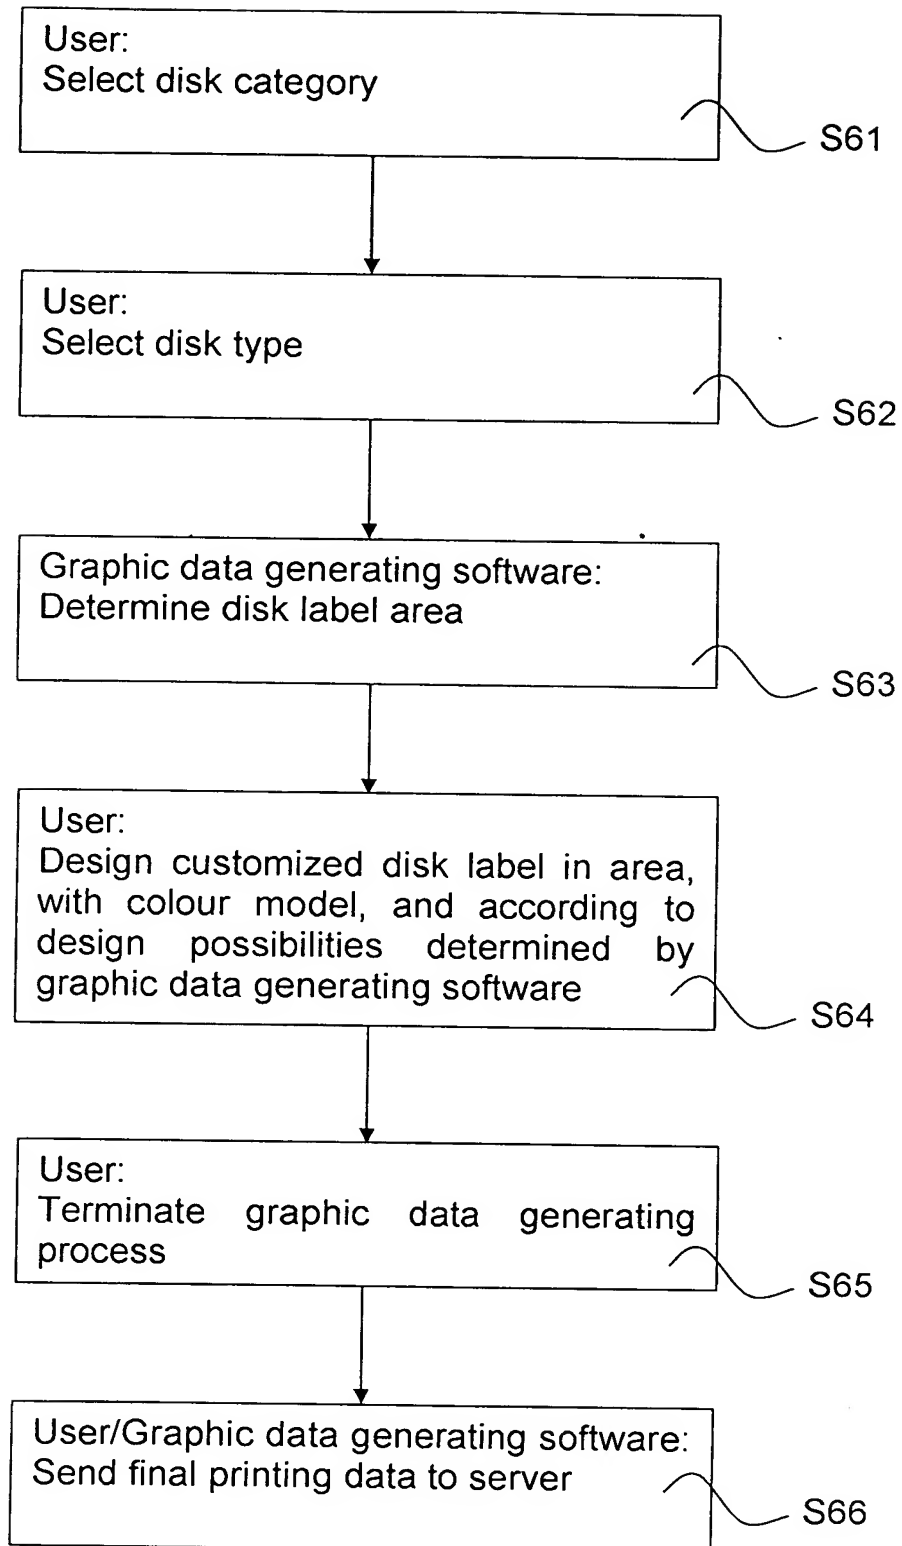 User:
Select disk category
S61
User:
Select disk type
S62
Graphic data generating software:
Determine disk label area
S63
User:
Design customized disk label in area,
with colour model, and according to
design possibilities determined by
graphic data generating software
S64
User:
Terminate graphic data generating
process
S65
User/Graphic data generating software:
Send final printing data to server
S66